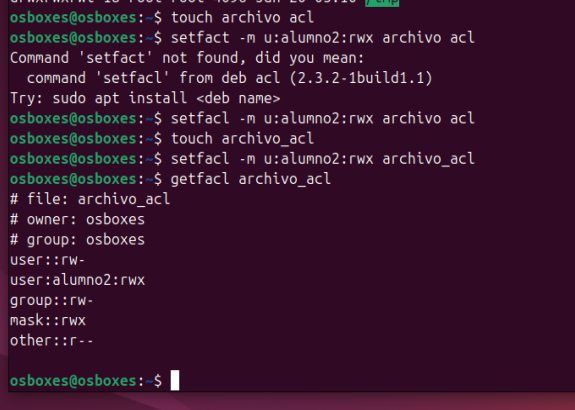 osboxes@osboxes:~$ touch archivo acl
osboxes@osboxes:~$ setfact -m u:alumno2:rwx archivo acl
Command 'setfact' not found, did you mean:
  command 'setfacl' from deb acl (2.3.2-1build1.1)
Try: sudo apt install <deb name>
osboxes@osboxes:~$ setfacl -m u:alumno2:rwx archivo acl
osboxes@osboxes:~$ touch archivo_acl
osboxes@osboxes:~$ setfacl -m u:alumno2:rwx archivo_acl
osboxes@osboxes:~$ getfacl archivo_acl
# file: archivo_acl
# owner: osboxes
# group: osboxes
user::rw-
user:alumno2:rwx
group::rw-
mask::rwx
other::r--

osboxes@osboxes:~$